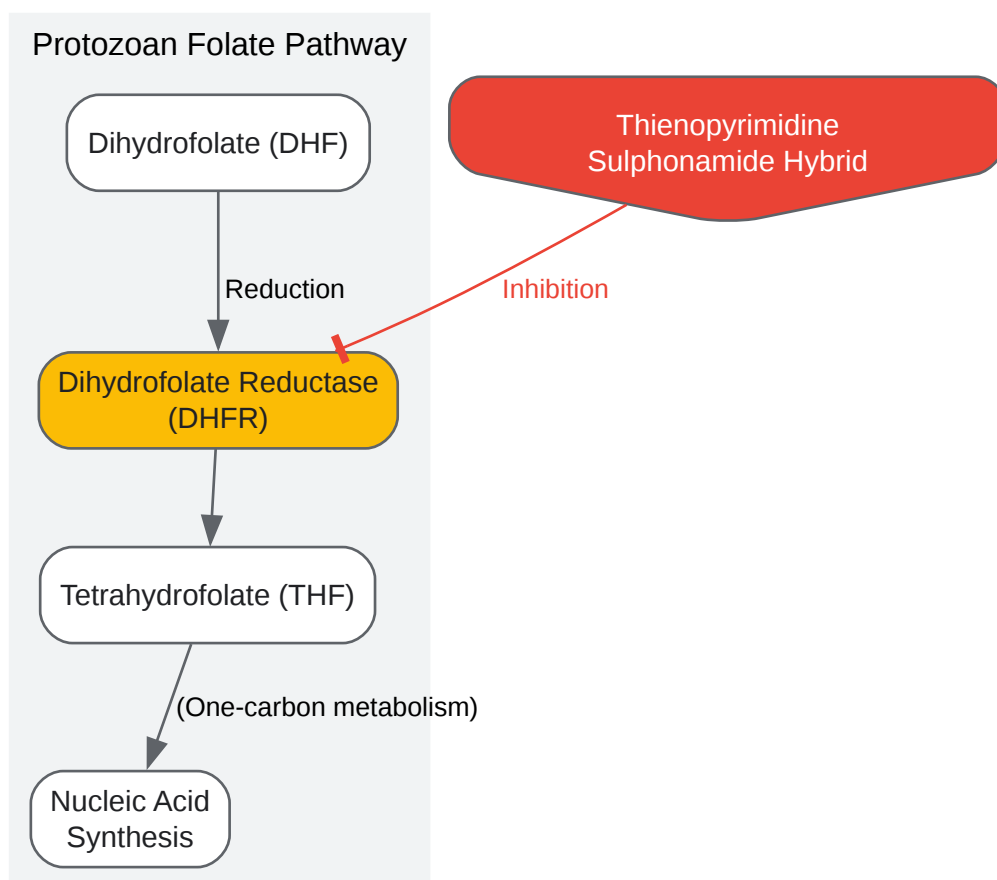 Protozoan Folate Pathway
Dihydrofolate (DHF)
Thienopyrimidine
Sulphonamide Hybrid
Reduction
Inhibition
Dihydrofolate Reductase
(DHFR)
Tetrahydrofolate (THF)
(One-carbon metabolism)
Nucleic Acid
Synthesis